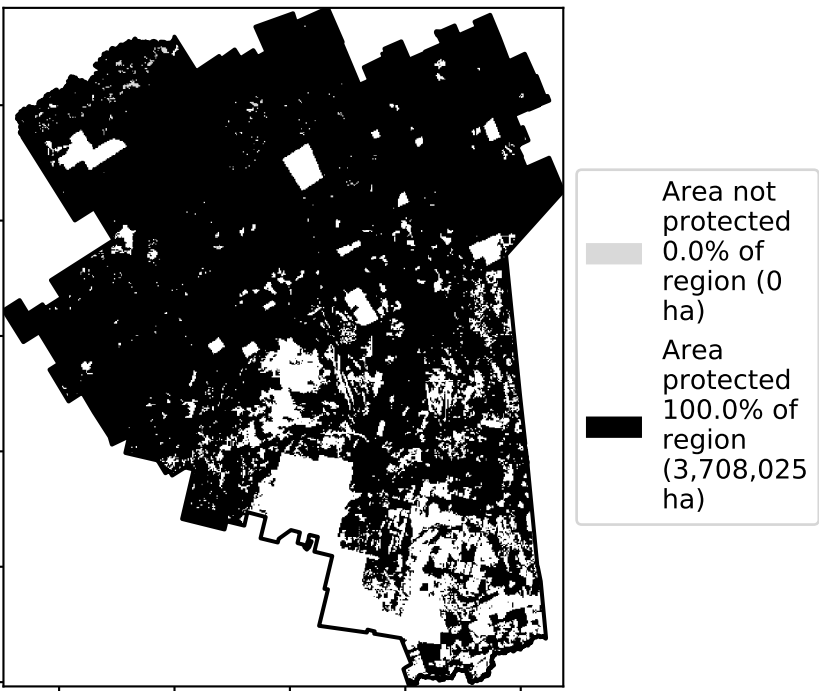 Area not
protected
0.0% of
region (0
ha)
Area
protected
100.0% of
region
(3,708,025
ha)